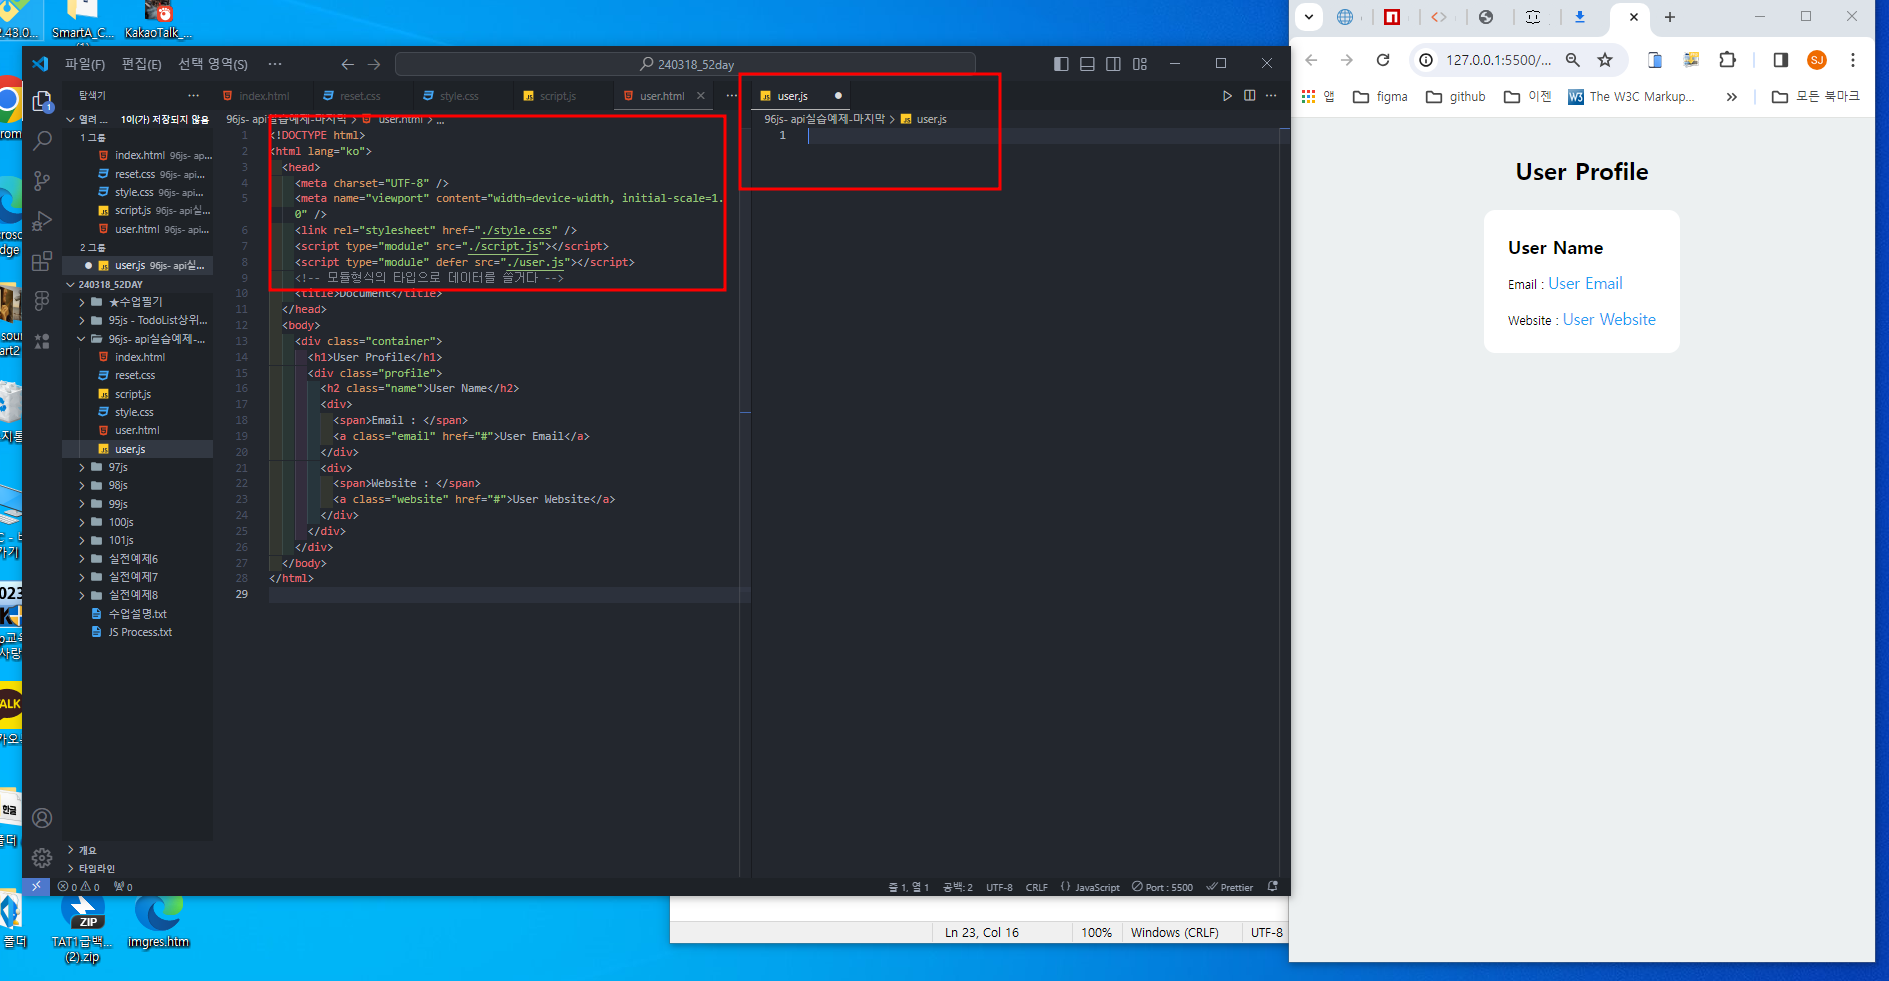 2.43.0...
SmartA_C...
KakaoTalk_...
파일(F) 편집(E) 선택 영역(S) ...
240318_52day
탐색기
index.html
reset.css
style.css
script.js
user.html
user.js
열려 ... 1이(가) 저장되지 않음
1 그룹
index.html 96js- ap...
reset.css 96js- api...
style.css 96js- api...
script.js 96js- api실...
user.html 96js- api...
2 그룹
user.js 96js- api실...
240318_52DAY
★수업필기
95js - TodoList상위...
96js- api실습예제-...
index.html
reset.css
script.js
style.css
user.html
user.js
97js
98js
99js
100js
101js
실전예제6
실전예제7
실전예제8
수업설명.txt
JS Process.txt
개요
타임라인
96js- api실습예제-마지막 > user.html > ...
1 <!DOCTYPE html>
2 <html lang="ko">
3 <head>
4 <meta charset="UTF-8" />
5 <meta name="viewport" content="width=device-width, initial-scale=1.
0" />
6 <link rel="stylesheet" href="./style.css" />
7 <script type="module" src="./script.js"></script>
8 <script type="module" defer src="./user.js"></script>
9 <!-- 모듈형식의 타입으로 데이터를 쓸거다 -->
10 <title>Document</title>
11 </head>
12 <body>
13 <div class="container">
14 <h1>User Profile</h1>
15 <div class="profile">
16 <h2 class="name">User Name</h2>
17 <div>
18 <span>Email : </span>
19 <a class="email" href="#">User Email</a>
20 </div>
21 <div>
22 <span>Website : </span>
23 <a class="website" href="#">User Website</a>
24 </div>
25 </div>
26 </div>
27 </body>
28 </html>
29
96js- api실습예제-마지막 > user.js
1
0 0 0
줄 1, 열 1 공백: 2 UTF-8 CRLF {} JavaScript Port : 5500 Prettier
127.0.0.1:5500/...
SJ
앱 figma github 이젠 The W3C Markup... » 모든 북마크
User Profile
User Name
Email : User Email
Website : User Website
Ln 23, Col 16 100% Windows (CRLF) UTF-8
폴더
ZIP
TAT1급백...
(2).zip
imgres.htm